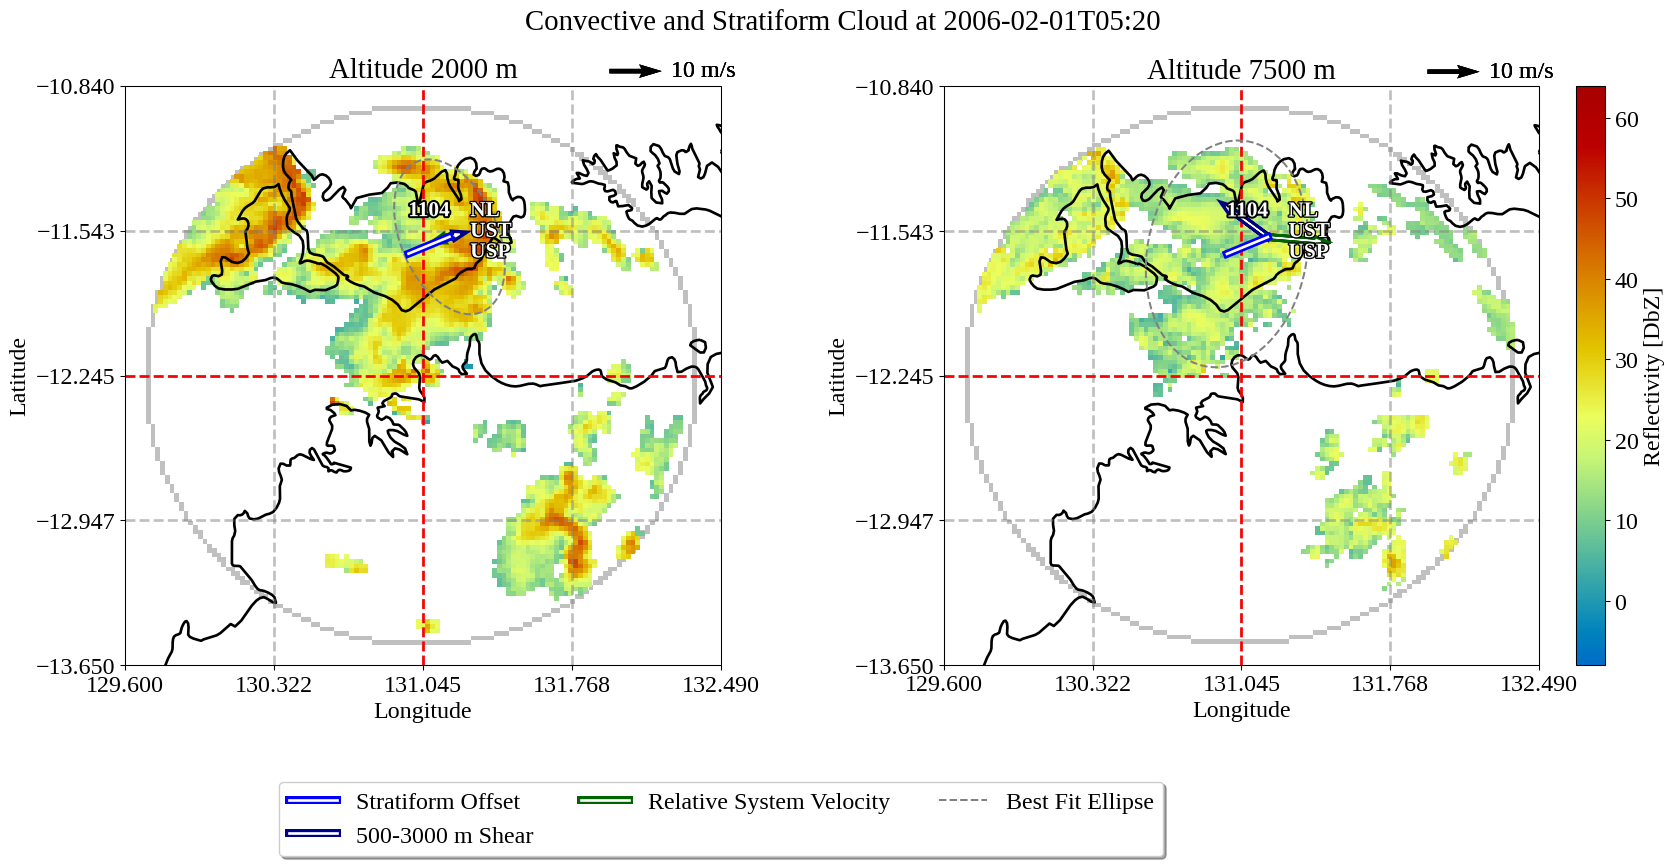 Convective and Stratiform Cloud at 2006-02-01T05:20
Altitude 2000 m
10 m/s
Altitude 7500 m
10 m/s
−10.840
−11.543
−12.245
−12.947
−13.650
Latitude
129.600
130.322
131.045
131.768
132.490
Longitude
1104
NL
UST
USP
−10.840
−11.543
−12.245
−12.947
−13.650
Latitude
129.600
130.322
131.045
131.768
132.490
Longitude
1104
NL
UST
USP
60
50
40
30
20
10
0
Reflectivity [DbZ]
Stratiform Offset
Relative System Velocity
Best Fit Ellipse
500-3000 m Shear